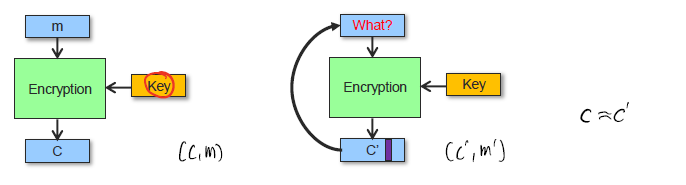 m
Encryption
Key
C
(c, m)
What?
Encryption
Key
C'
(c', m')
c ≈ c'